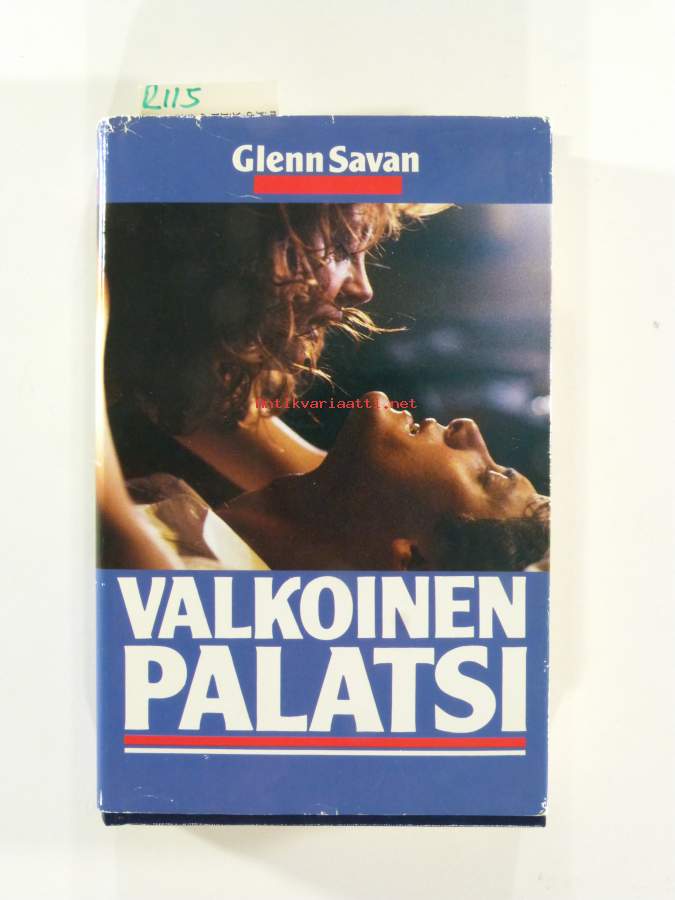 R115
Glenn Savan
Antikvariaatti.net
VALKOINEN
PALATSI